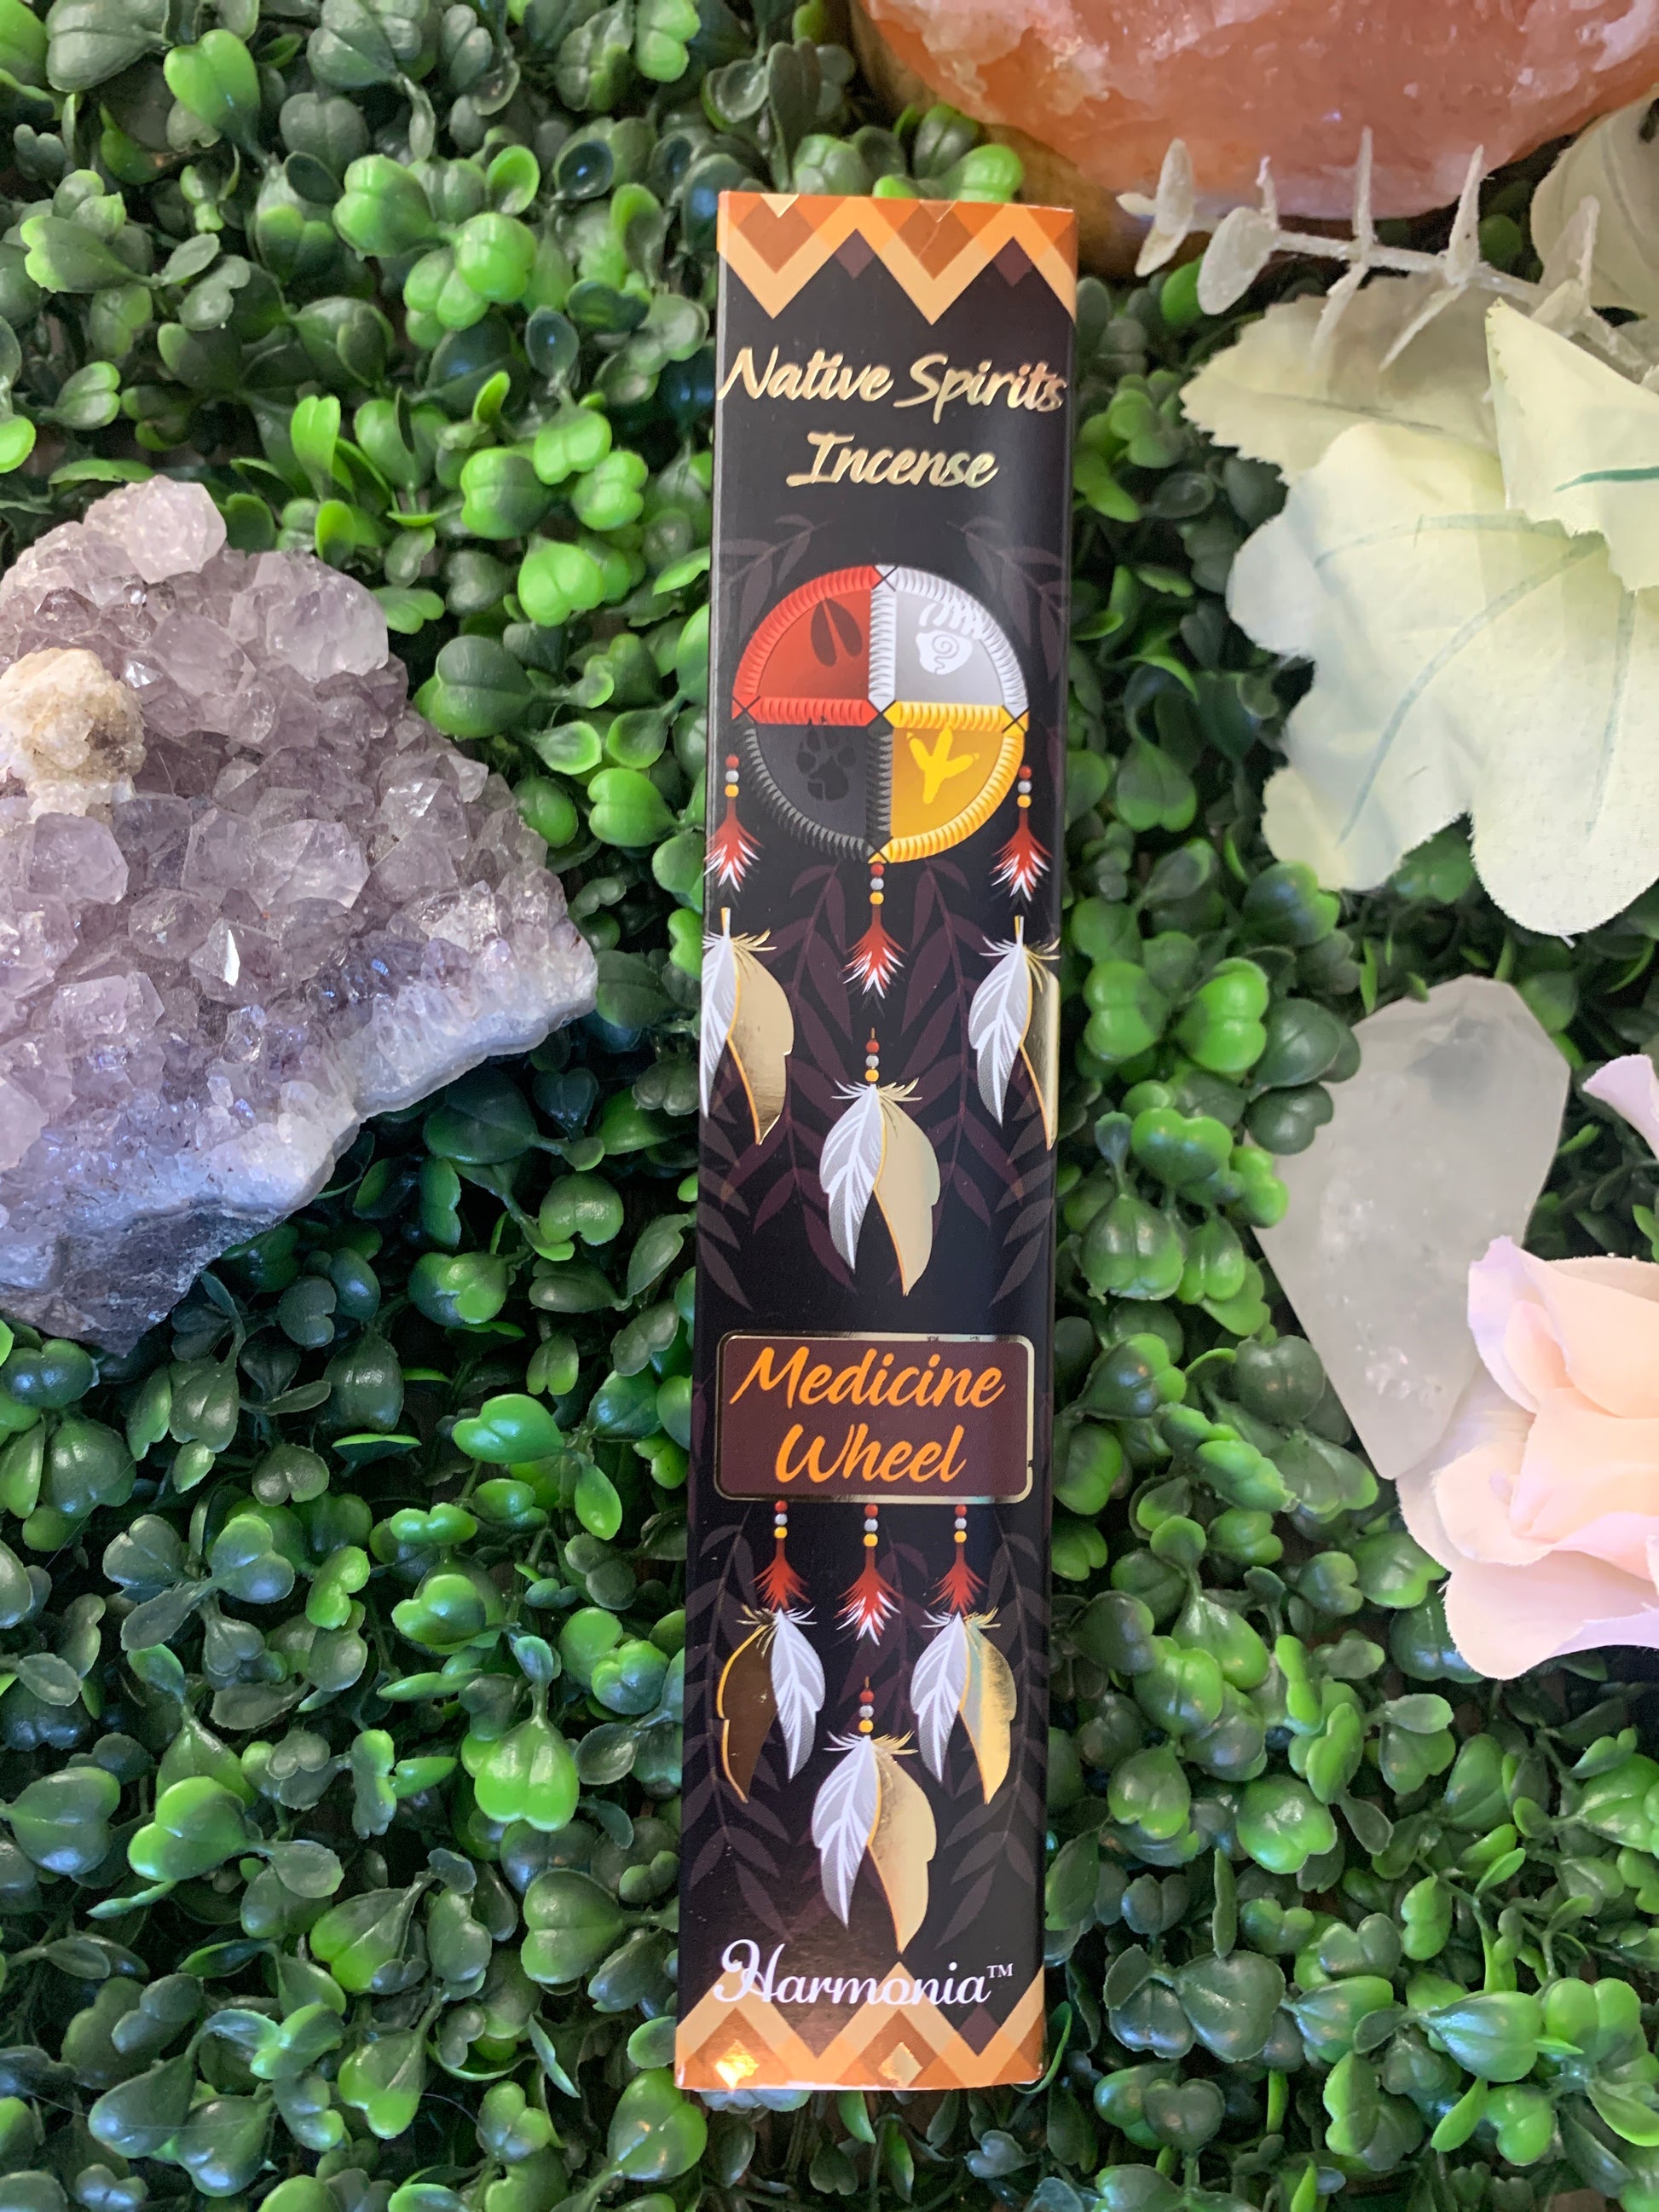 Native Spirits
Incense
Medicine
Wheel
Harmonia™